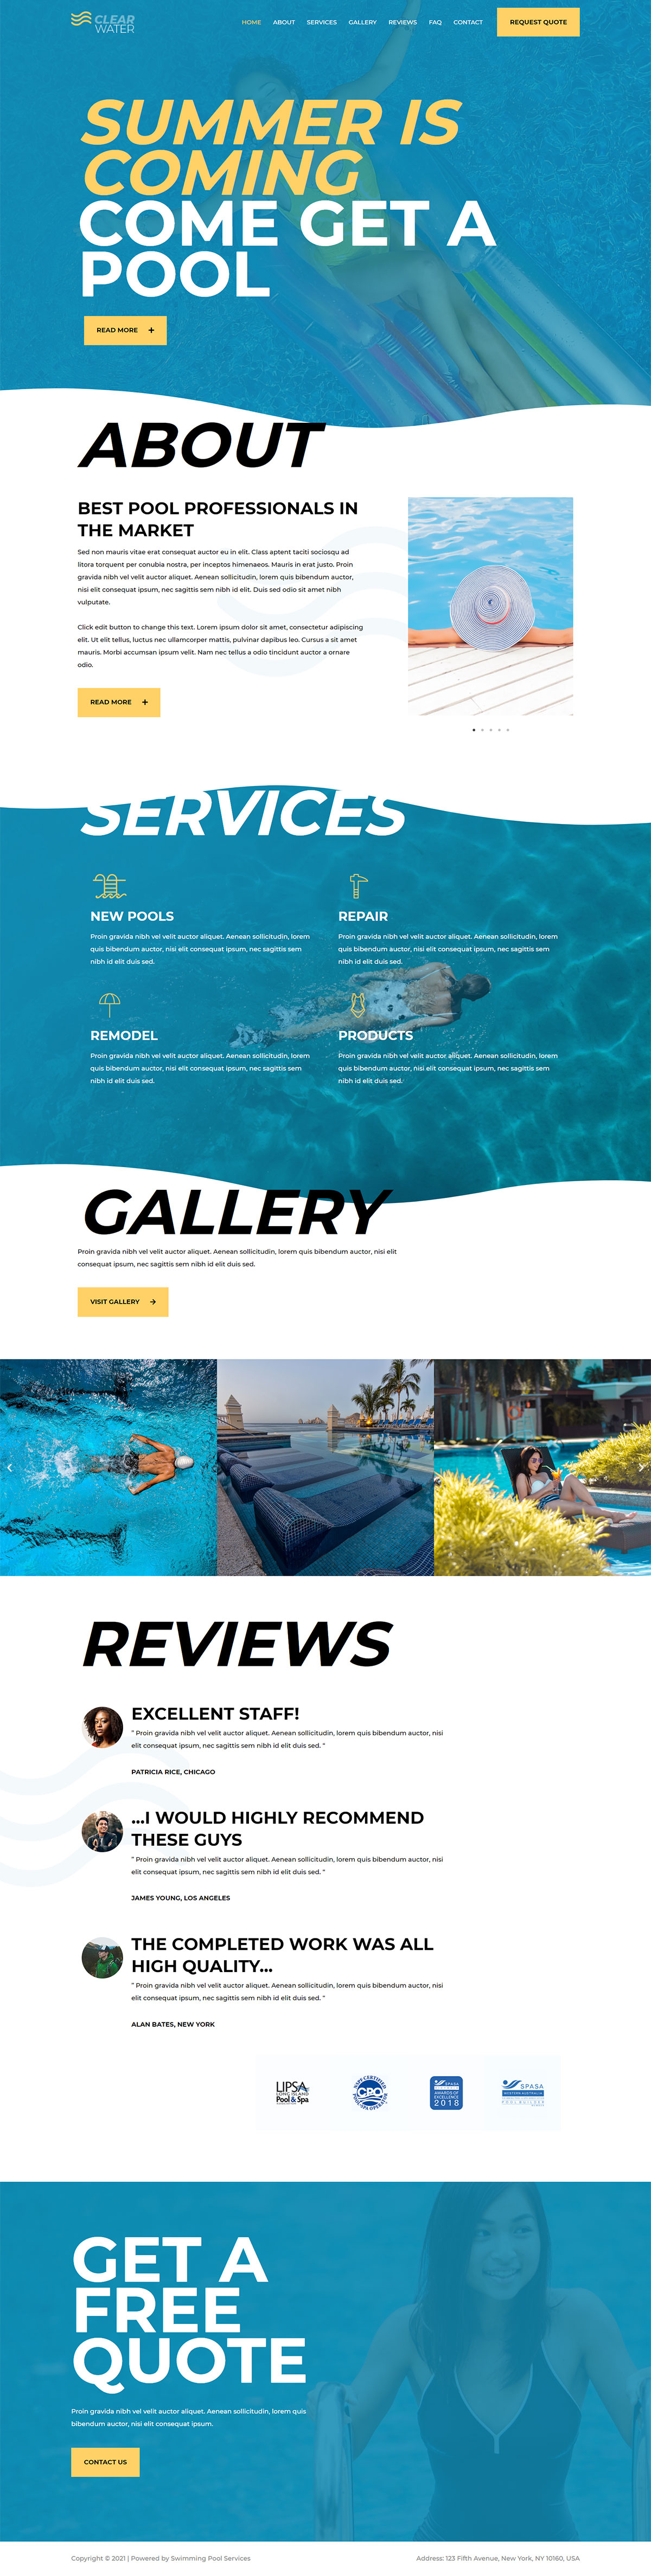 CLEAR
WATER
HOME ABOUT SERVICES GALLERY REVIEWS FAQ CONTACT REQUEST QUOTE
SUMMER IS
COMING
COME GET A
POOL
READ MORE +
ABOUT
BEST POOL PROFESSIONALS IN
THE MARKET
Sed non mauris vitae erat consequat auctor eu in elit. Class aptent taciti sociosqu ad
litora torquent per conubia nostra, per inceptos himenaeos. Mauris in erat justo. Proin
gravida nibh vel velit auctor aliquet. Aenean sollicitudin, lorem quis bibendum auctor,
nisi elit consequat ipsum, nec sagittis sem nibh id elit. Duis sed odio sit amet nibh
vulputate.
Click edit button to change this text. Lorem ipsum dolor sit amet, consectetur adipiscing
elit. Ut elit tellus, luctus nec ullamcorper mattis, pulvinar dapibus leo. Cursus a sit amet
mauris. Morbi accumsan ipsum velit. Nam nec tellus a odio tincidunt auctor a ornare
odio.
READ MORE +
SERVICES
NEW POOLS
Proin gravida nibh vel velit auctor aliquet. Aenean sollicitudin, lorem
quis bibendum auctor, nisi elit consequat ipsum, nec sagittis sem
nibh id elit duis sed.
REPAIR
Proin gravida nibh vel velit auctor aliquet. Aenean sollicitudin, lorem
quis bibendum auctor, nisi elit consequat ipsum, nec sagittis sem
nibh id elit duis sed.
REMODEL
Proin gravida nibh vel velit auctor aliquet. Aenean sollicitudin, lorem
quis bibendum auctor, nisi elit consequat ipsum, nec sagittis sem
nibh id elit duis sed.
PRODUCTS
Proin gravida nibh vel velit auctor aliquet. Aenean sollicitudin, lorem
quis bibendum auctor, nisi elit consequat ipsum, nec sagittis sem
nibh id elit duis sed.
GALLERY
Proin gravida nibh vel velit auctor aliquet. Aenean sollicitudin, lorem quis bibendum auctor, nisi elit
consequat ipsum, nec sagittis sem nibh id elit duis sed.
VISIT GALLERY →
REVIEWS
EXCELLENT STAFF!
" Proin gravida nibh vel velit auctor aliquet. Aenean sollicitudin, lorem quis bibendum auctor, nisi
elit consequat ipsum, nec sagittis sem nibh id elit duis sed. "
PATRICIA RICE, CHICAGO
...I WOULD HIGHLY RECOMMEND
THESE GUYS
" Proin gravida nibh vel velit auctor aliquet. Aenean sollicitudin, lorem quis bibendum auctor, nisi
elit consequat ipsum, nec sagittis sem nibh id elit duis sed. "
JAMES YOUNG, LOS ANGELES
THE COMPLETED WORK WAS ALL
HIGH QUALITY...
" Proin gravida nibh vel velit auctor aliquet. Aenean sollicitudin, lorem quis bibendum auctor, nisi
elit consequat ipsum, nec sagittis sem nibh id elit duis sed. "
ALAN BATES, NEW YORK
LIPSA
LONG ISLAND
Pool & Spa
CPO
SPASA
AWARDS OF
EXCELLENCE
2018
SPASA
WESTERN AUSTRALIA
POOL BUILDER
GET A
FREE
QUOTE
Proin gravida nibh vel velit auctor aliquet. Aenean sollicitudin, lorem quis
bibendum auctor, nisi elit consequat ipsum.
CONTACT US
Copyright © 2021 | Powered by Swimming Pool Services
Address: 123 Fifth Avenue, New York, NY 10160, USA